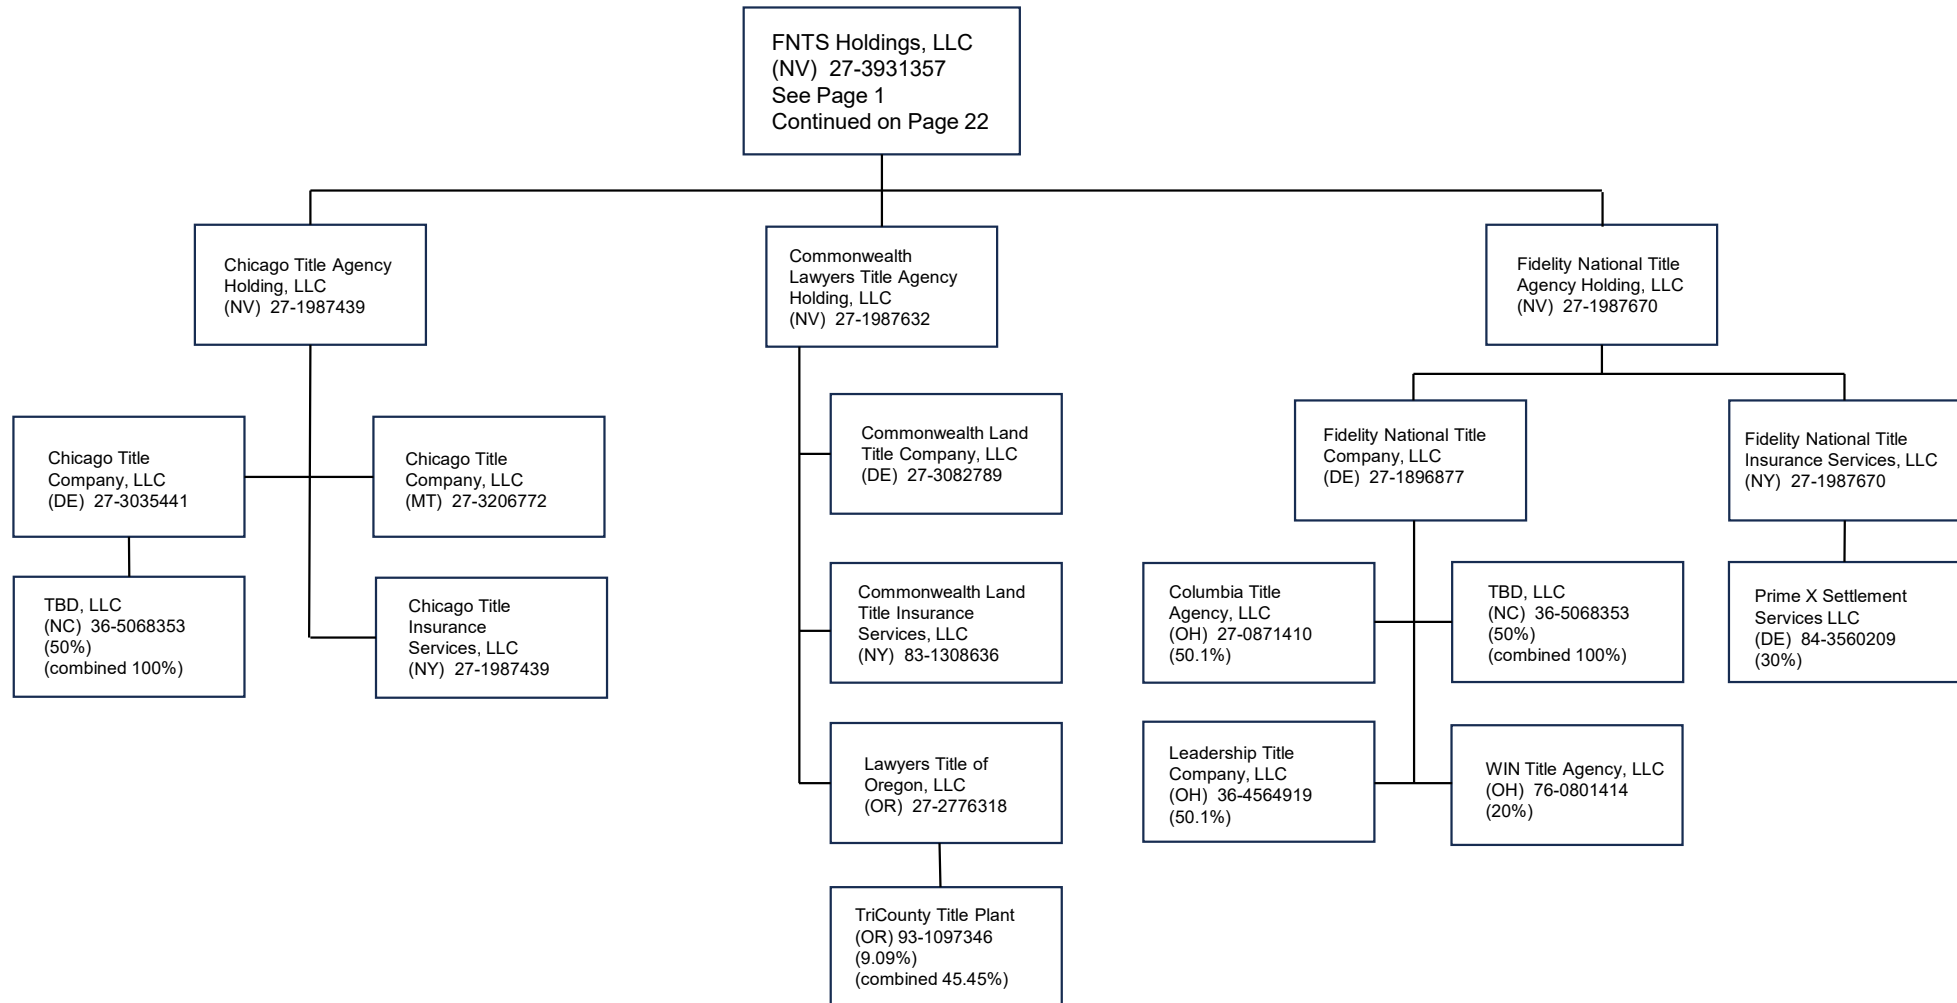 FNTS Holdings, LLC
(NV) 27-3931357
See Page 1
Continued on Page 22
Chicago Title Agency
Holding, LLC
(NV) 27-1987439
Commonwealth
Lawyers Title Agency
Holding, LLC
(NV) 27-1987632
Fidelity National Title
Agency Holding, LLC
(NV) 27-1987670
Chicago Title
Company, LLC
(DE) 27-3035441
Chicago Title
Company, LLC
(MT) 27-3206772
TBD, LLC
(NC) 36-5068353
(50%)
(combined 100%)
Chicago Title
Insurance
Services, LLC
(NY) 27-1987439
Commonwealth Land
Title Company, LLC
(DE) 27-3082789
Commonwealth Land
Title Insurance
Services, LLC
(NY) 83-1308636
Lawyers Title of
Oregon, LLC
(OR) 27-2776318
TriCounty Title Plant
(OR) 93-1097346
(9.09%)
(combined 45.45%)
Fidelity National Title
Company, LLC
(DE) 27-1896877
Fidelity National Title
Insurance Services, LLC
(NY) 27-1987670
Columbia Title
Agency, LLC
(OH) 27-0871410
(50.1%)
TBD, LLC
(NC) 36-5068353
(50%)
(combined 100%)
Prime X Settlement
Services LLC
(DE) 84-3560209
(30%)
Leadership Title
Company, LLC
(OH) 36-4564919
(50.1%)
WIN Title Agency, LLC
(OH) 76-0801414
(20%)